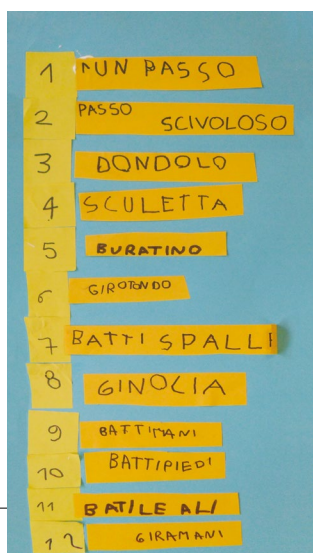 1 UN PASSO
2 PASSO SCIVOLOSO
3 DONDOLO
4 SCULETTA
5 BURATINO
6 GIROTONDO
7 BATTI SPALLE
8 GINOCIA
9 BATTIMANI
10 BATTIPIEDI
11 BATILE ALI
12 GIRAMANI